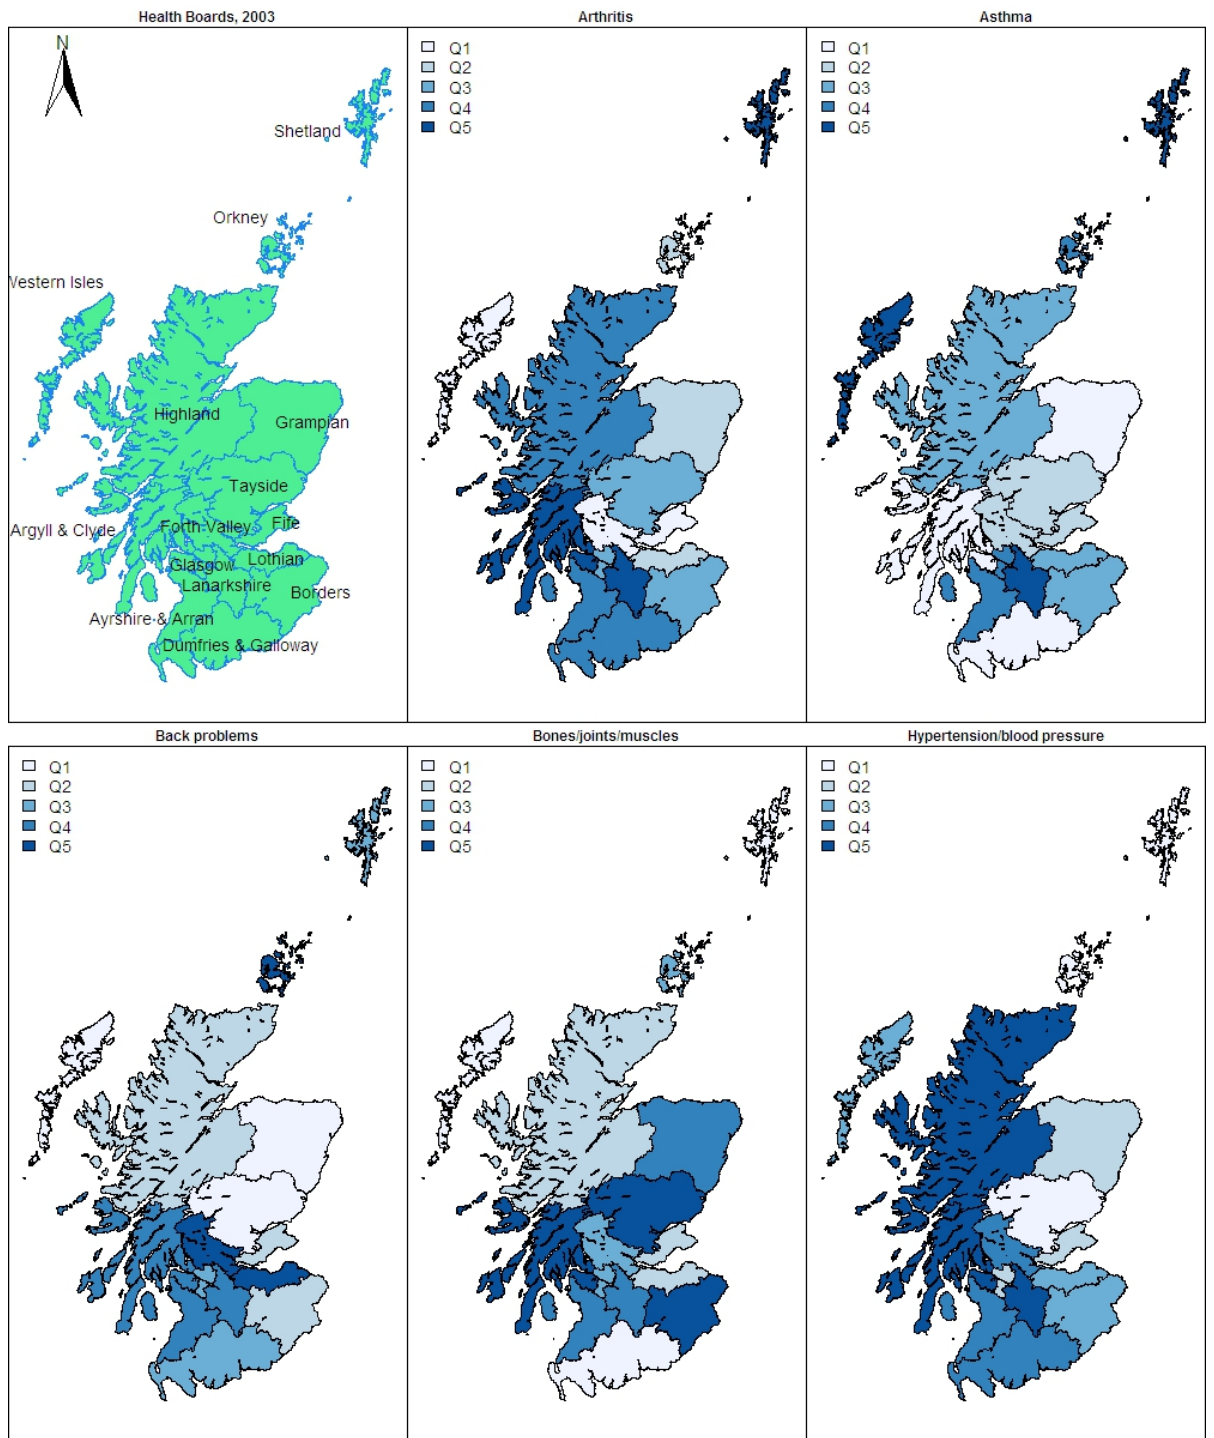 Health Boards, 2003
N
Shetland
Orkney
Western Isles
Highland
Grampian
Tayside
Argyll & Clyde
Forth Valley
Fife
Glasgow
Lothian
Lanarkshire
Borders
Ayrshire & Arran
Dumfries & Galloway
Arthritis
Q1
Q2
Q3
Q4
Q5
Asthma
Q1
Q2
Q3
Q4
Q5
Back problems
Q1
Q2
Q3
Q4
Q5
Bones/joints/muscles
Q1
Q2
Q3
Q4
Q5
Hypertension/blood pressure
Q1
Q2
Q3
Q4
Q5